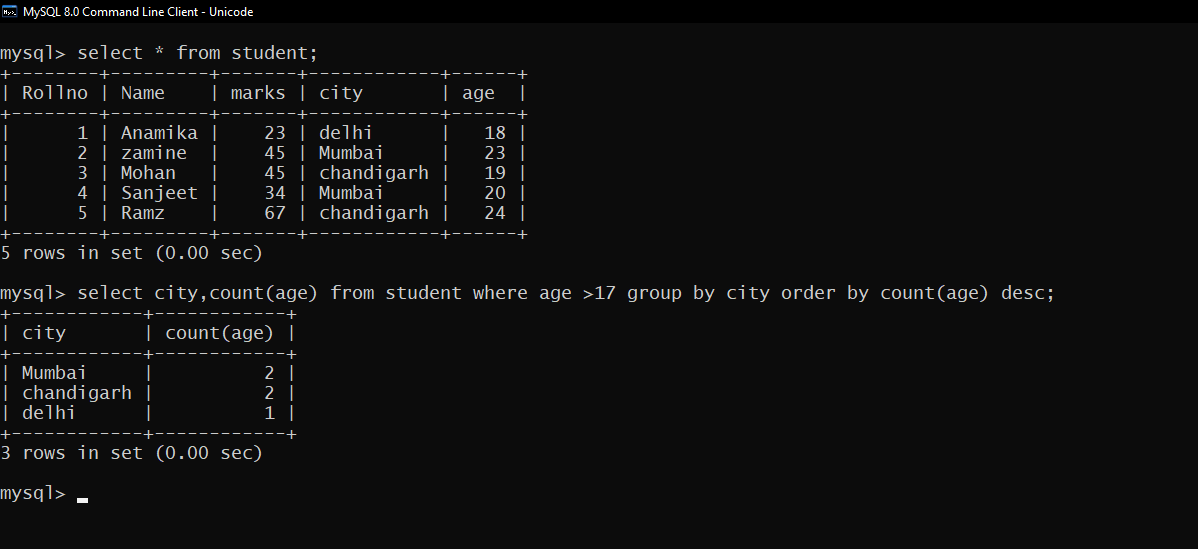 MySQL 8.0 Command Line Client - Unicode
mysql> select * from student;
+--------+---------+-------+------------+------+
| Rollno | Name    | marks | city       | age  |
+--------+---------+-------+------------+------+
|      1 | Anamika |    23 | delhi      |   18 |
|      2 | zamine  |    45 | Mumbai     |   23 |
|      3 | Mohan   |    45 | chandigarh |   19 |
|      4 | Sanjeet |    34 | Mumbai     |   20 |
|      5 | Ramz    |    67 | chandigarh |   24 |
+--------+---------+-------+------------+------+
5 rows in set (0.00 sec)
mysql> select city,count(age) from student where age >17 group by city order by count(age) desc;
+------------+------------+
| city       | count(age) |
+------------+------------+
| Mumbai     |          2 |
| chandigarh |          2 |
| delhi      |          1 |
+------------+------------+
3 rows in set (0.00 sec)
mysql> _